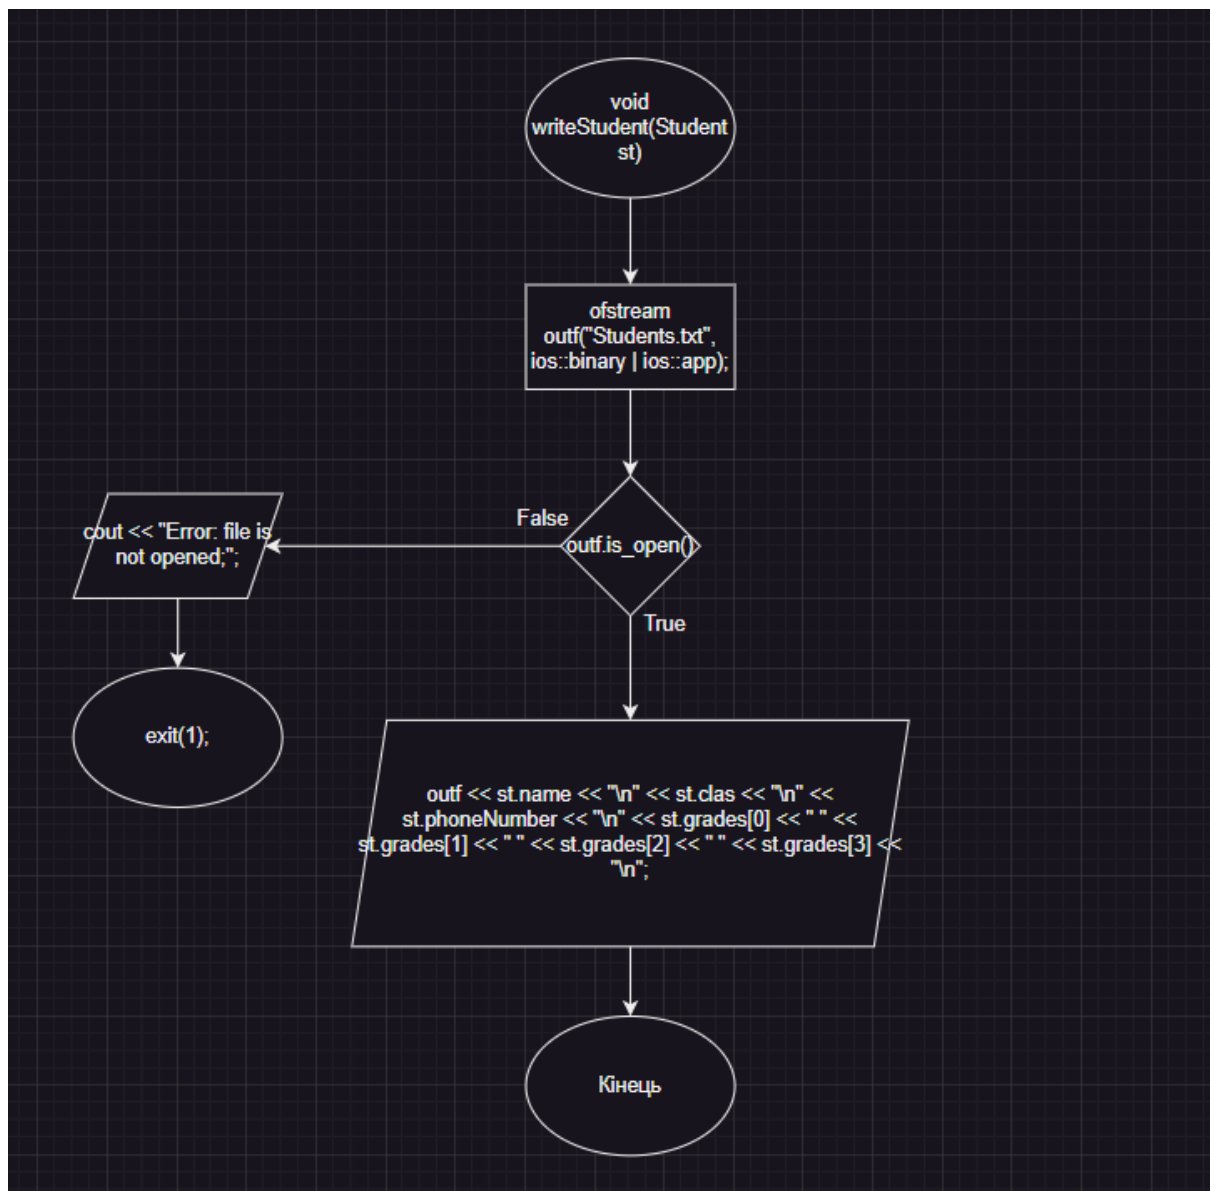 void
writeStudent(Student
st)
ofstream
outf("Students.txt",
ios::binary | ios::app);
False
outf.is_open()
cout << "Error: file is
not opened;";
True
exit(1);
outf << st.name << "\n" << st.clas << "\n" <<
st.phoneNumber << "\n" << st.grades[0] << " " <<
st.grades[1] << " " << st.grades[2] << " " << st.grades[3] <<
"\n";
Кінець